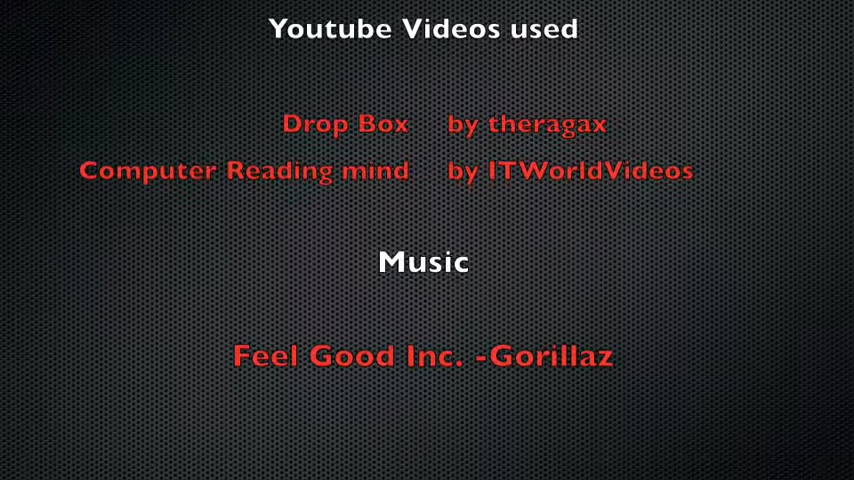 Youtube Videos used
Drop Box by theragax
Computer Reading mind by ITWorldVideos
Music
Feel Good Inc. -Gorillaz